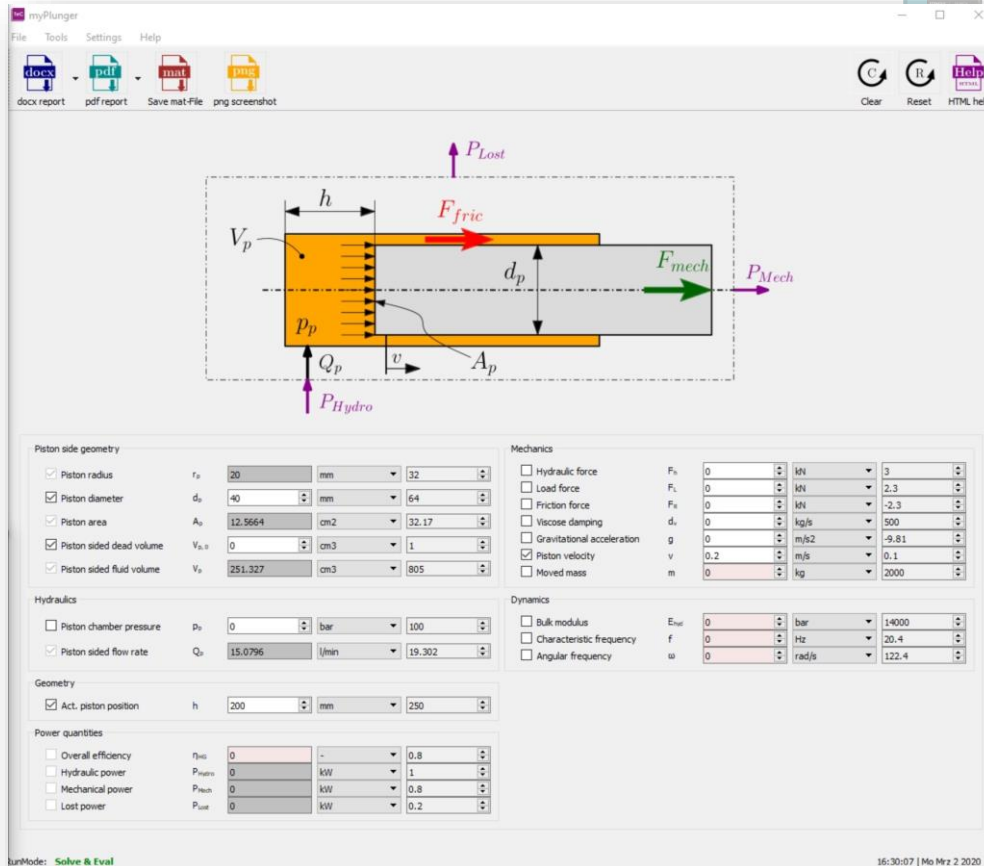 myPlunger
File Tools Settings Help
docx pdf mat png C R Help
HTML
docx report pdf report Save mat-File png screenshot Clear Reset HTML hel
P_Lost
h
F_fric
V_p
d_p
F_mech
P_Mech
p_p
Q_p
v
A_p
P_Hydro
Piston side geometry
Piston radius r_p 20 mm 32
Piston diameter d_p 40 mm 64
Piston area A_p 12.5664 cm2 32.17
Piston sided dead volume V_p, 0 0 cm3 1
Piston sided fluid volume V_p 251.327 cm3 805
Hydraulics
Piston chamber pressure p_p 0 bar 100
Piston sided flow rate Q_p 15.0796 l/min 19.302
Geometry
Act. piston position h 200 mm 250
Power quantities
Overall efficiency 0 - 0.8
Hydraulic power P_Hydro 0 kW 1
Mechanical power P_Mech 0 kW 0.8
Lost power P_Lost 0 kW 0.2
Mechanics
Hydraulic force 0 kN 3
Load force F_L 0 kN 2.3
Friction force 0 kN -2.3
Viscose damping d_v 0 kg/s 500
Gravitational acceleration g 0 m/s2 -9.81
Piston velocity v 0.2 m/s 0.1
Moved mass m 0 kg 2000
Dynamics
Bulk modulus 0 bar 14000
Characteristic frequency f 0 Hz 20.4
Angular frequency ω 0 rad/s 122.4
RunMode: Solve & Eval
16:30:07 | Mo Mrz 2 2020